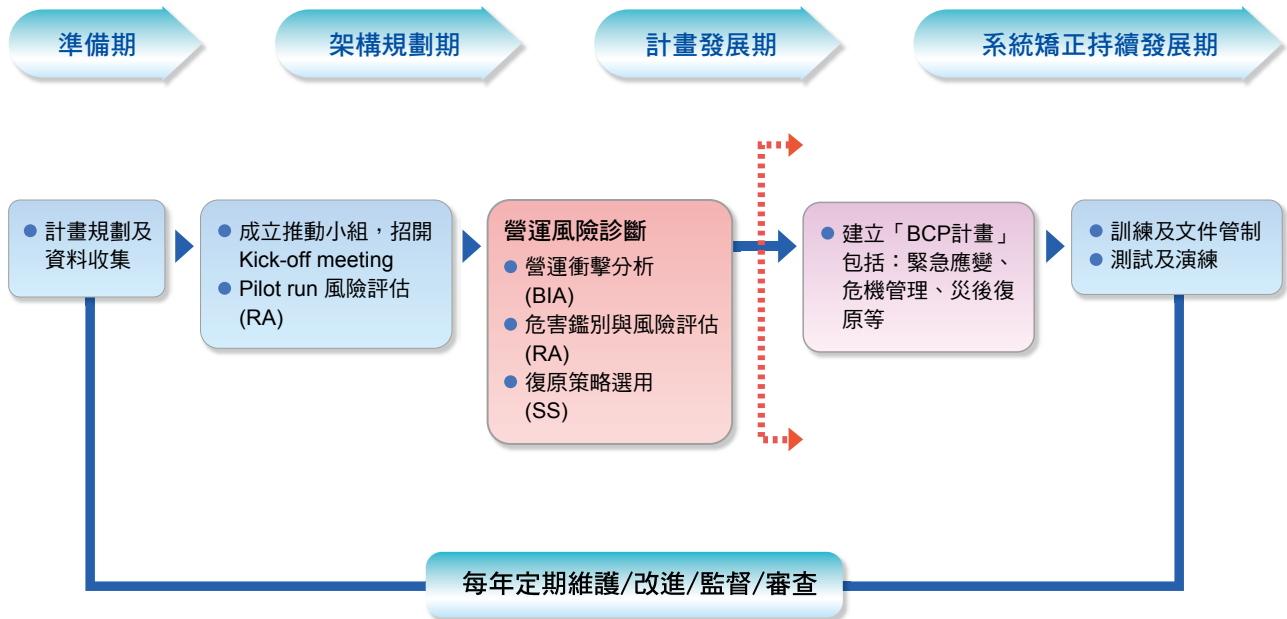 準備期
架構規劃期
計畫發展期
系統矯正持續發展期
計畫規劃及
資料收集
成立推動小組，招開
Kick-off meeting
Pilot run 風險評估
(RA)
營運風險診斷
營運衝擊分析
(BIA)
危害鑑別與風險評估
(RA)
復原策略選用
(SS)
建立「BCP計畫」
包括：緊急應變、
危機管理、災後復
原等
訓練及文件管制
測試及演練
每年定期維護/改進/監督/審查